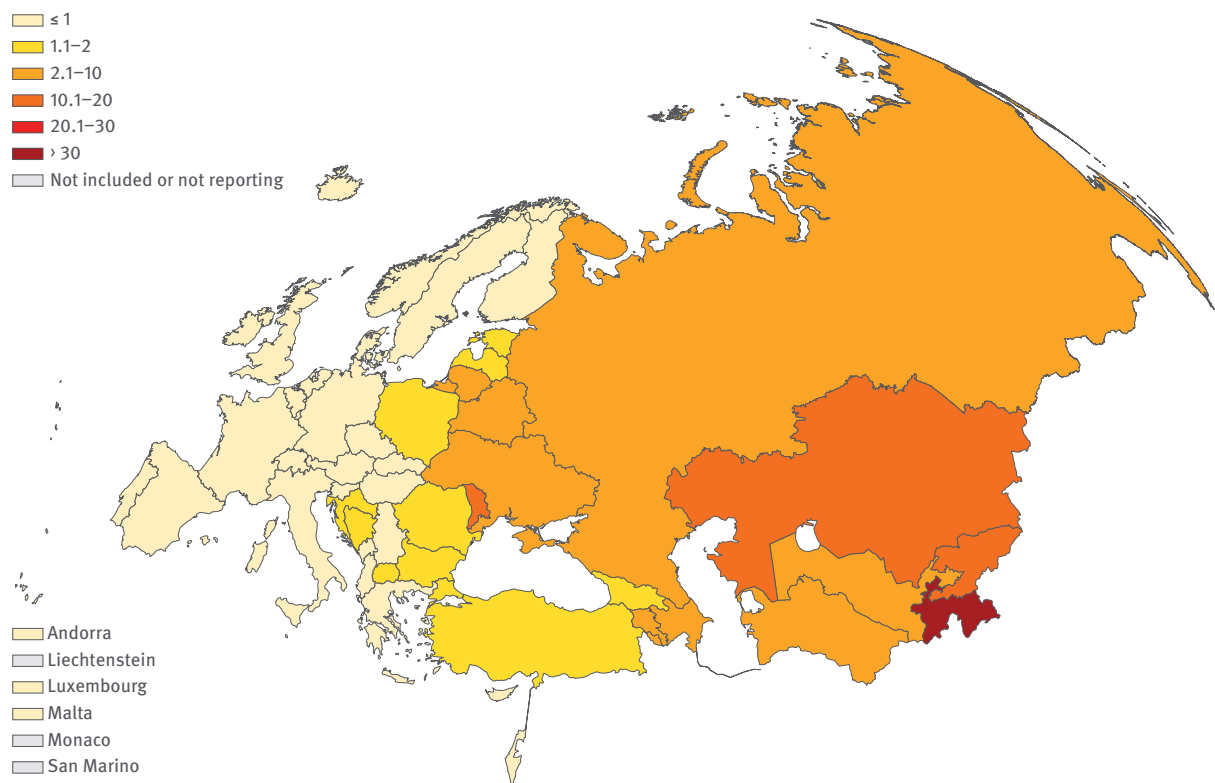 ≤ 1
1.1–2
2.1–10
10.1–20
20.1–30
› 30
Not included or not reporting
Andorra
Liechtenstein
Luxembourg
Malta
Monaco
San Marino